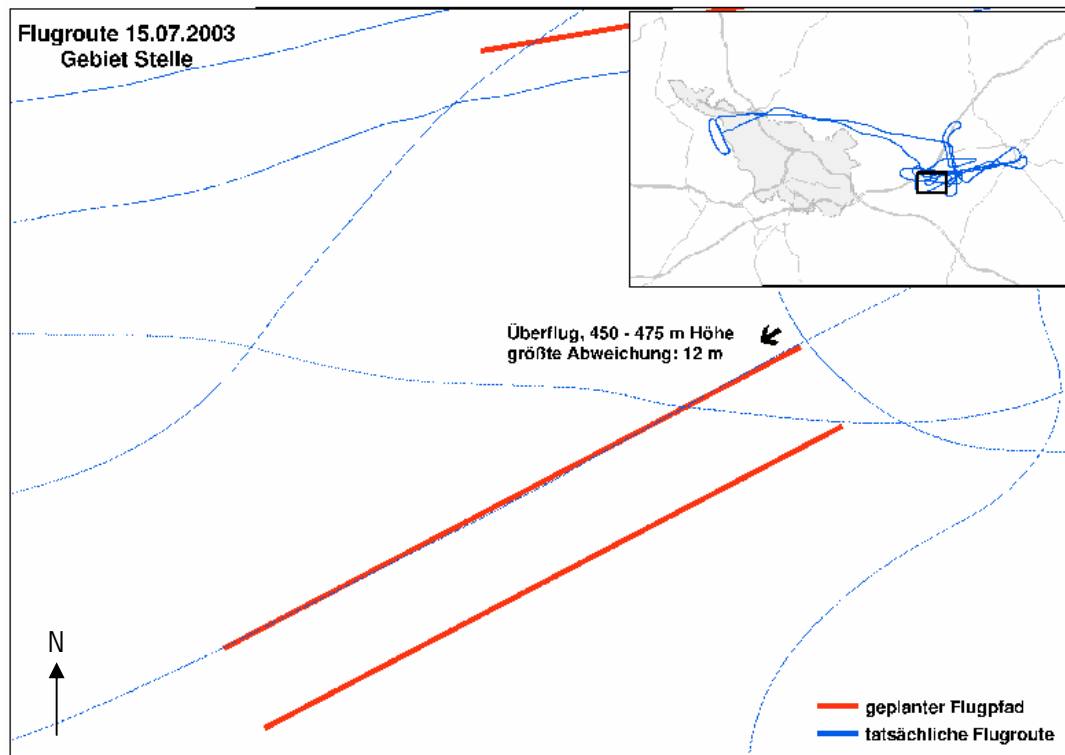 Flugroute 15.07.2003
Gebiet Stelle
Überflug, 450 - 475 m Höhe
größte Abweichung: 12 m
N
geplanter Flugpfad
tatsächliche Flugroute